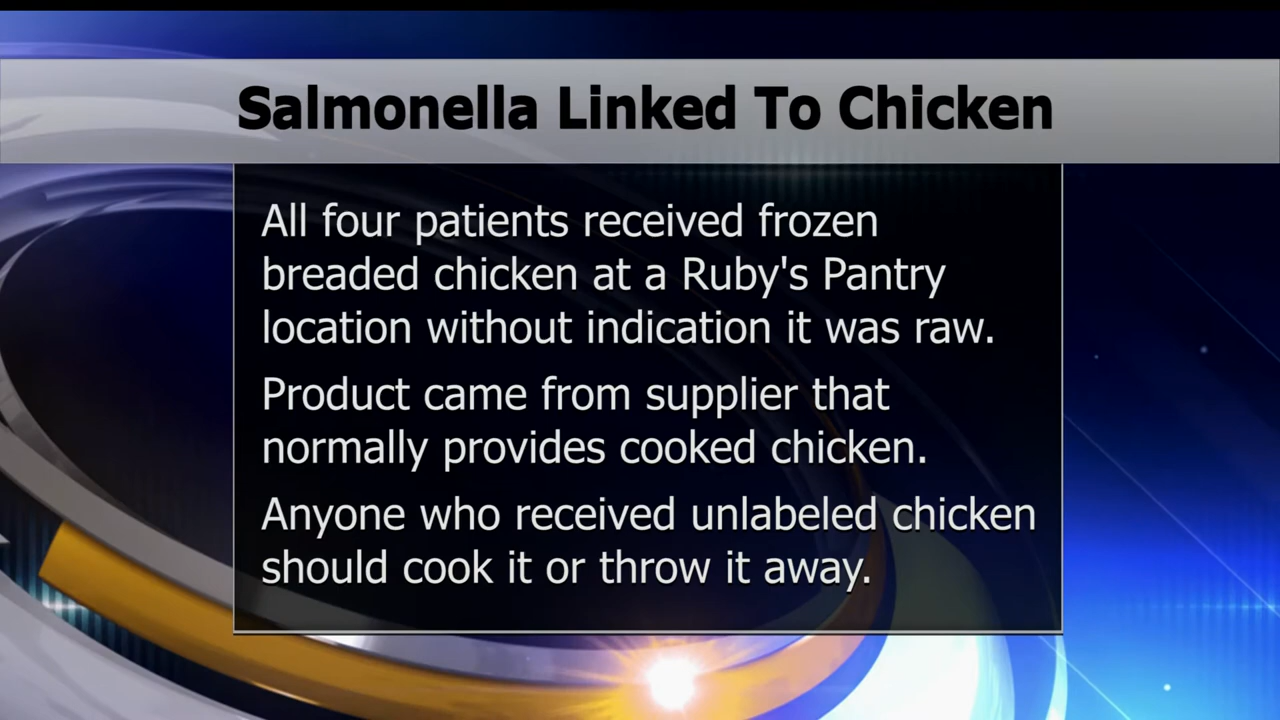 Salmonella Linked To Chicken
All four patients received frozen
breaded chicken at a Ruby's Pantry
location without indication it was raw.
Product came from supplier that
normally provides cooked chicken.
Anyone who received unlabeled chicken
should cook it or throw it away.